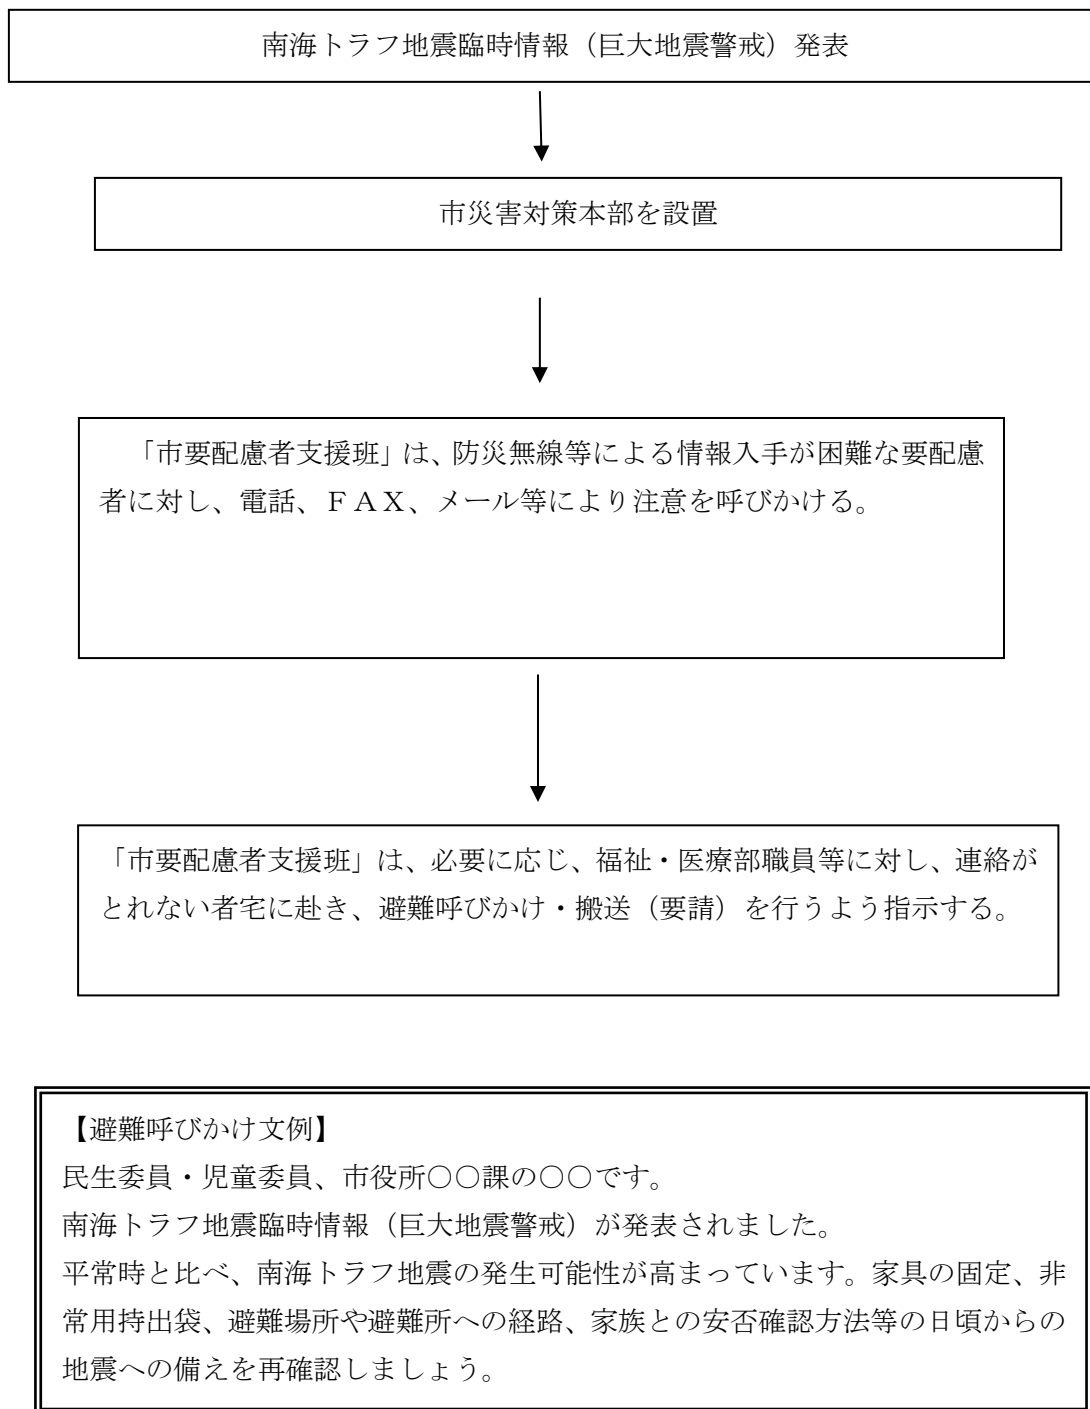 南海トラフ地震臨時情報（巨大地震警戒）発表
市災害対策本部を設置
「市要配慮者支援班」は、防災無線等による情報入手が困難な要配慮
者に対し、電話、ＦＡＸ、メール等により注意を呼びかける。
「市要配慮者支援班」は、必要に応じ、福祉・医療部職員等に対し、連絡が
とれない者宅に赴き、避難呼びかけ・搬送（要請）を行うよう指示する。
【避難呼びかけ文例】
民生委員・児童委員、市役所○○課の○○です。
南海トラフ地震臨時情報（巨大地震警戒）が発表されました。
平常時と比べ、南海トラフ地震の発生可能性が高まっています。家具の固定、非
常用持出袋、避難場所や避難所への経路、家族との安否確認方法等の日頃からの
地震への備えを再確認しましょう。